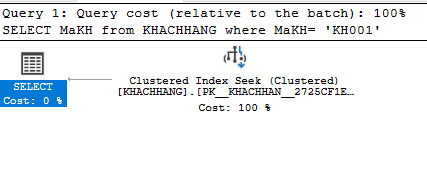 Query 1: Query cost (relative to the batch): 100%
SELECT MaKH from KHACHHANG where MaKH= 'KH001'
SELECT
Cost: 0 %
Clustered Index Seek (Clustered)
[KHACHHANG].[PK__KHACHHAN__2725CF1E…
Cost: 100 %